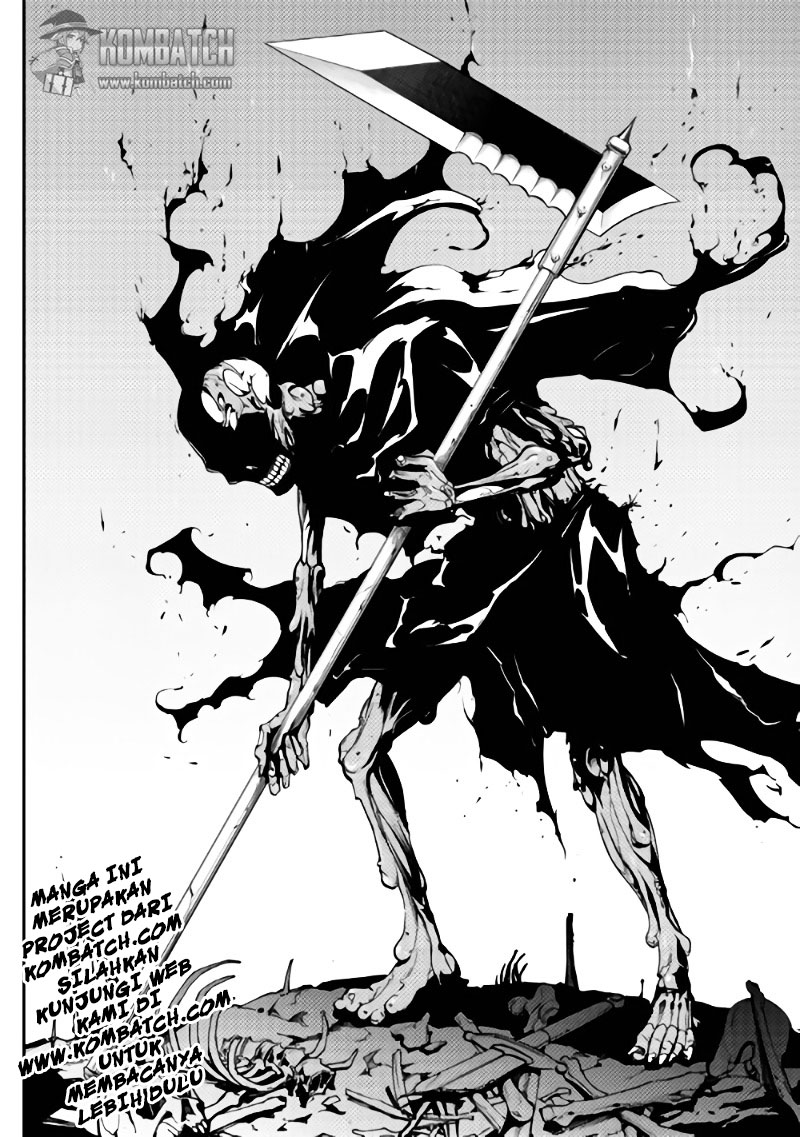 KOMBATCH
www.kombatch.com
MANGA INI
MERUPAKAN
PROJECT DARI
KOMBATCH.COM
SILAHKAN
KUNJUNGI WEB
KAMI DI
WWW.KOMBATCH.COM
UNTUK
MEMBACANYA
LEBIH DULU